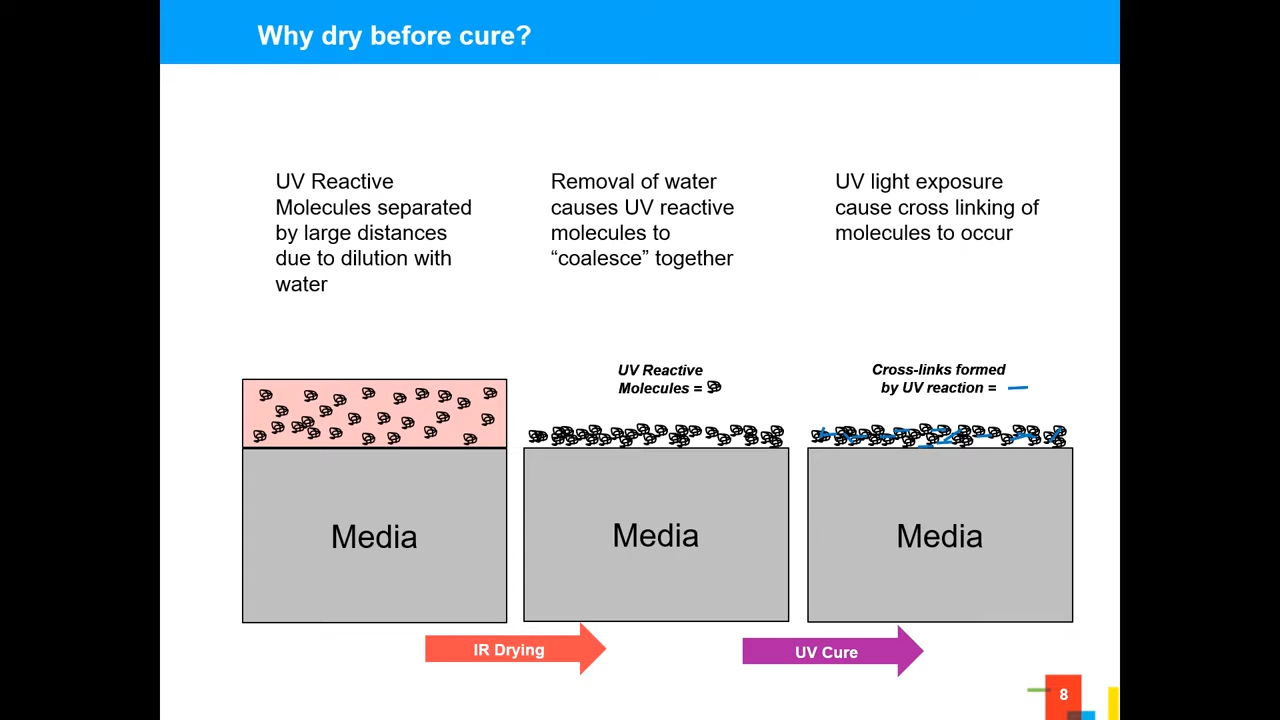 Why dry before cure?
UV Reactive
Molecules separated
by large distances
due to dilution with
water
Removal of water
causes UV reactive
molecules to
“coalesce” together
UV light exposure
cause cross linking of
molecules to occur
UV Reactive
Molecules =
Cross-links formed
by UV reaction =
Media
Media
Media
IR Drying
UV Cure
8